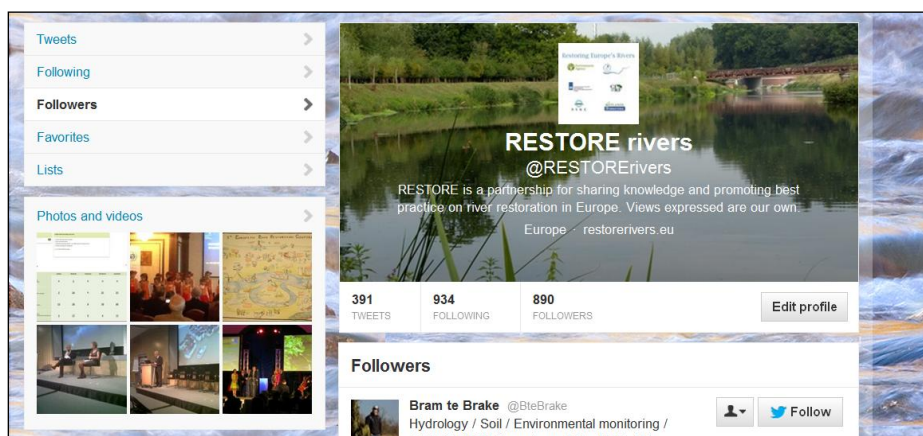 Tweets
Following
Followers
Favorites
Lists
Photos and videos
Restoring Europe's Rivers
RESTORE rivers
@RESTORErivers
RESTORE is a partnership for sharing knowledge and promoting best
practice on river restoration in Europe. Views expressed are our own.
Europe restorerivers.eu
391
TWEETS
934
FOLLOWING
890
FOLLOWERS
Edit profile
Followers
Bram te Brake @BteBrake
Hydrology / Soil / Environmental monitoring /
Follow